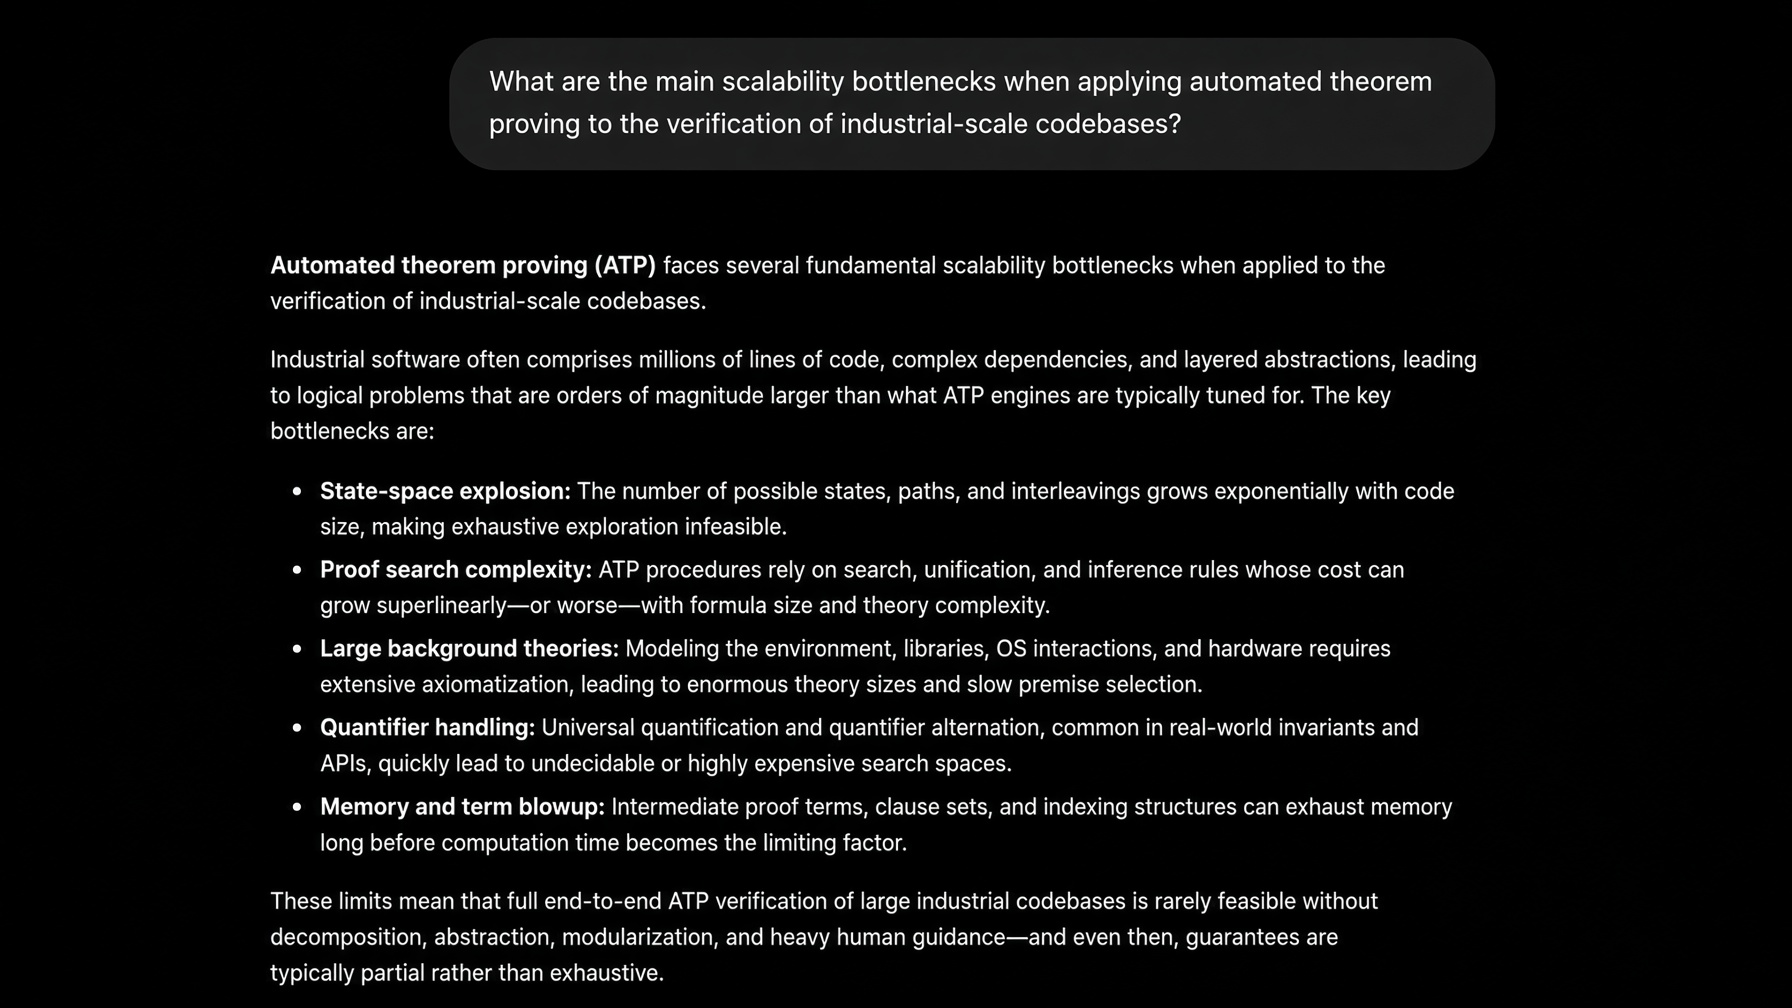 What are the main scalability bottlenecks when applying automated theorem
proving to the verification of industrial-scale codebases?
Automated theorem proving (ATP) faces several fundamental scalability bottlenecks when applied to the
verification of industrial-scale codebases.
Industrial software often comprises millions of lines of code, complex dependencies, and layered abstractions, leading
to logical problems that are orders of magnitude larger than what ATP engines are typically tuned for. The key
bottlenecks are:
• State-space explosion: The number of possible states, paths, and interleavings grows exponentially with code
size, making exhaustive exploration infeasible.
• Proof search complexity: ATP procedures rely on search, unification, and inference rules whose cost can
grow superlinearly—or worse—with formula size and theory complexity.
• Large background theories: Modeling the environment, libraries, OS interactions, and hardware requires
extensive axiomatization, leading to enormous theory sizes and slow premise selection.
• Quantifier handling: Universal quantification and quantifier alternation, common in real-world invariants and
APIs, quickly lead to undecidable or highly expensive search spaces.
• Memory and term blowup: Intermediate proof terms, clause sets, and indexing structures can exhaust memory
long before computation time becomes the limiting factor.
These limits mean that full end-to-end ATP verification of large industrial codebases is rarely feasible without
decomposition, abstraction, modularization, and heavy human guidance—and even then, guarantees are
typically partial rather than exhaustive.